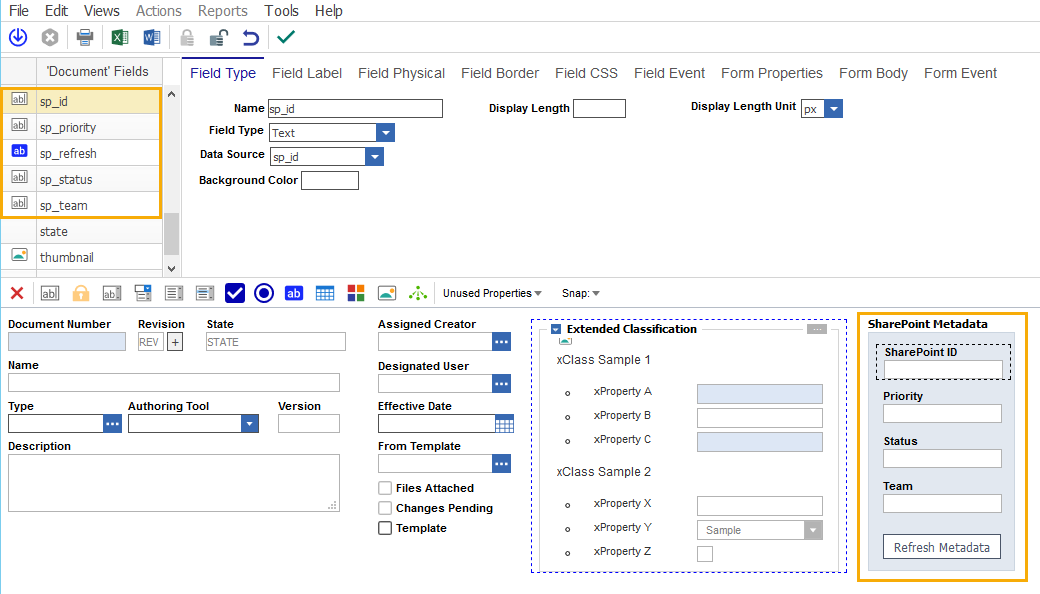 File Edit Views Actions Reports Tools Help
'Document' Fields
sp_id
sp_priority
ab sp_refresh
sp_status
sp_team
state
thumbnail
Field Type Field Label Field Physical Field Border Field CSS Field Event Form Properties Form Body Form Event
Name sp_id Display Length Display Length Unit px
Field Type Text
Data Source sp_id
Background Color
ab Unused Properties Snap:
Document Number Revision State
REV + STATE
Name
Type Authoring Tool Version
Description
Assigned Creator
Designated User
Effective Date
From Template
Files Attached
Changes Pending
Template
Extended Classification
xClass Sample 1
xProperty A
xProperty B
xProperty C
xClass Sample 2
xProperty X
xProperty Y Sample
xProperty Z
SharePoint Metadata
SharePoint ID
Priority
Status
Team
Refresh Metadata